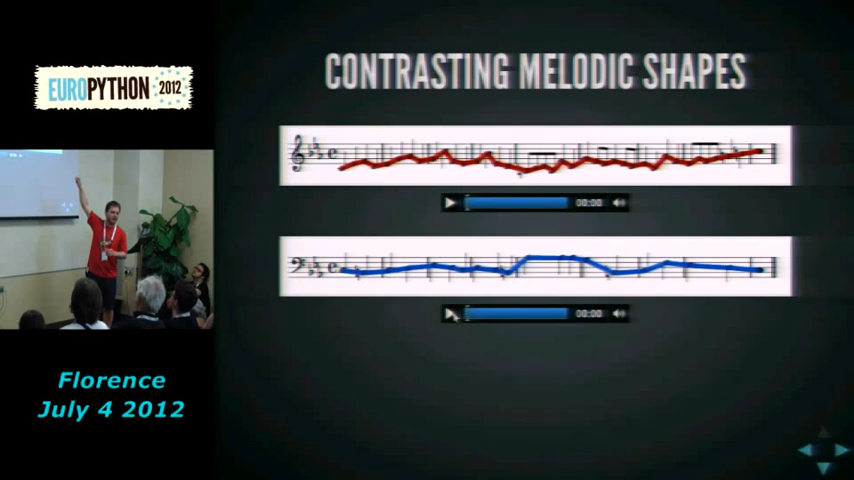 EUROPYTHON 2012
CONTRASTING MELODIC SHAPES
00:00
00:00
Florence
July 4 2012